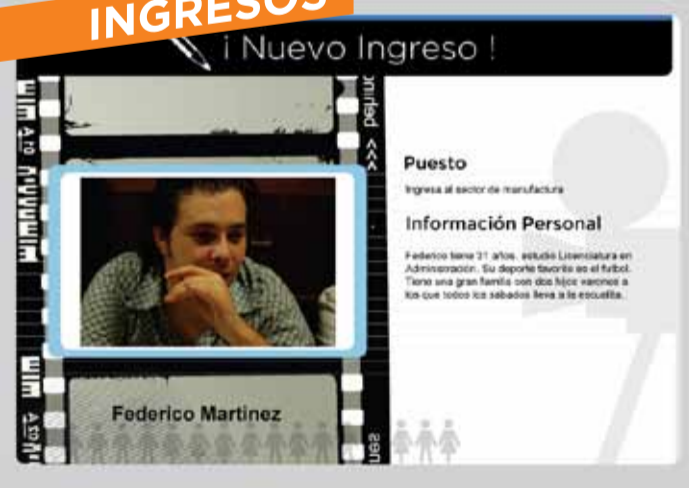 INGRESOS
¡ Nuevo Ingreso !
Puesto
Ingresa al sector de manufactura
Información Personal
Federico tiene 31 años, estudió Licenciatura en
Administración. Su deporte favorito es el futbol.
Tiene una gran familia con dos hijos varones a
los que todos los sabados lleva a la escuelita.
behind
>>>
Federico Martinez